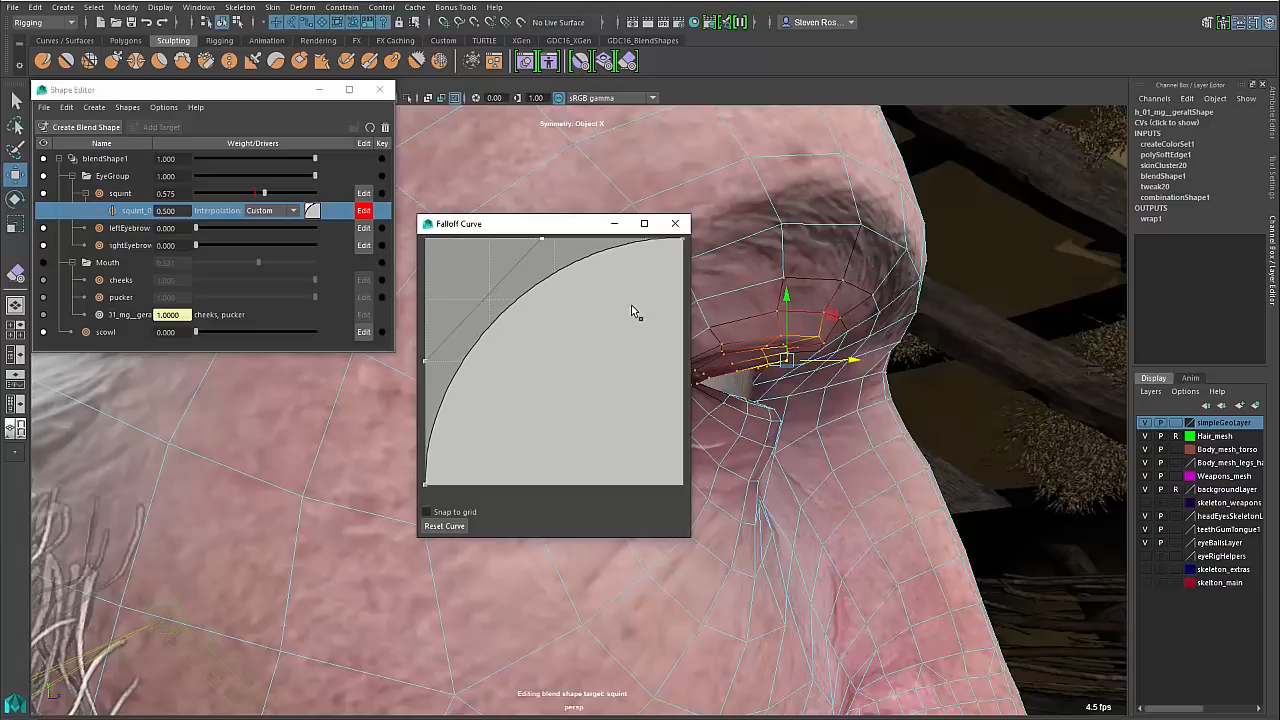 File Edit Create Select Modify Display Windows Skeleton Skin Deform Constrain Control Cache Bonus Tools Help
Rigging No Live Surface Steven Ros...
Curves / Surfaces Polygons Sculpting Rigging Animation Rendering FX FX Caching Custom TURTLE XGen GDC16_XGen GDC16_BlendShapes
Shape Editor
File Edit Create Shapes Options Help
Create Blend Shape Add Target
Name Weight/Drivers Edit Key
blendShape1 1.000
EyeGroup 1.000
squint 0.575 Edit
squint_0 0.500 Interpolation: Custom Edit
leftEyebrow 0.000 Edit
rightEyebrow 0.000 Edit
Mouth
cheeks Edit
pucker Edit
1.0000 cheeks, pucker Edit
scowl 0.000 Edit
0.00 1.00 sRGB gamma
Symmetry: Object X
Falloff Curve
Snap to grid
Reset Curve
Editing blend shape target: squint
persp
4.5 fps
Channel Box / Layer Editor
Channels Edit Object Show
h_01_mg__geraltShape
CVs (click to show)
INPUTS
createColorSet1
polySoftEdge1
skinCluster20
blendShape1
tweak20
combinationShape1
OUTPUTS
wrap1
Display Anim
Layers Options Help
V P simpleGeoLayer
V P R Hair_mesh
V P Body_mesh_torso
V P Body_mesh_legs_ha
V P Weapons_mesh
V P R backgroundLayer
skeleton_weapons
V P headEyesSkeletonL
V P teethGumTongue1
V P eyeBallsLayer
eyeRigHelpers
skeleton_extras
skelton_main
Attribute Editor
Channel Box / Layer Editor